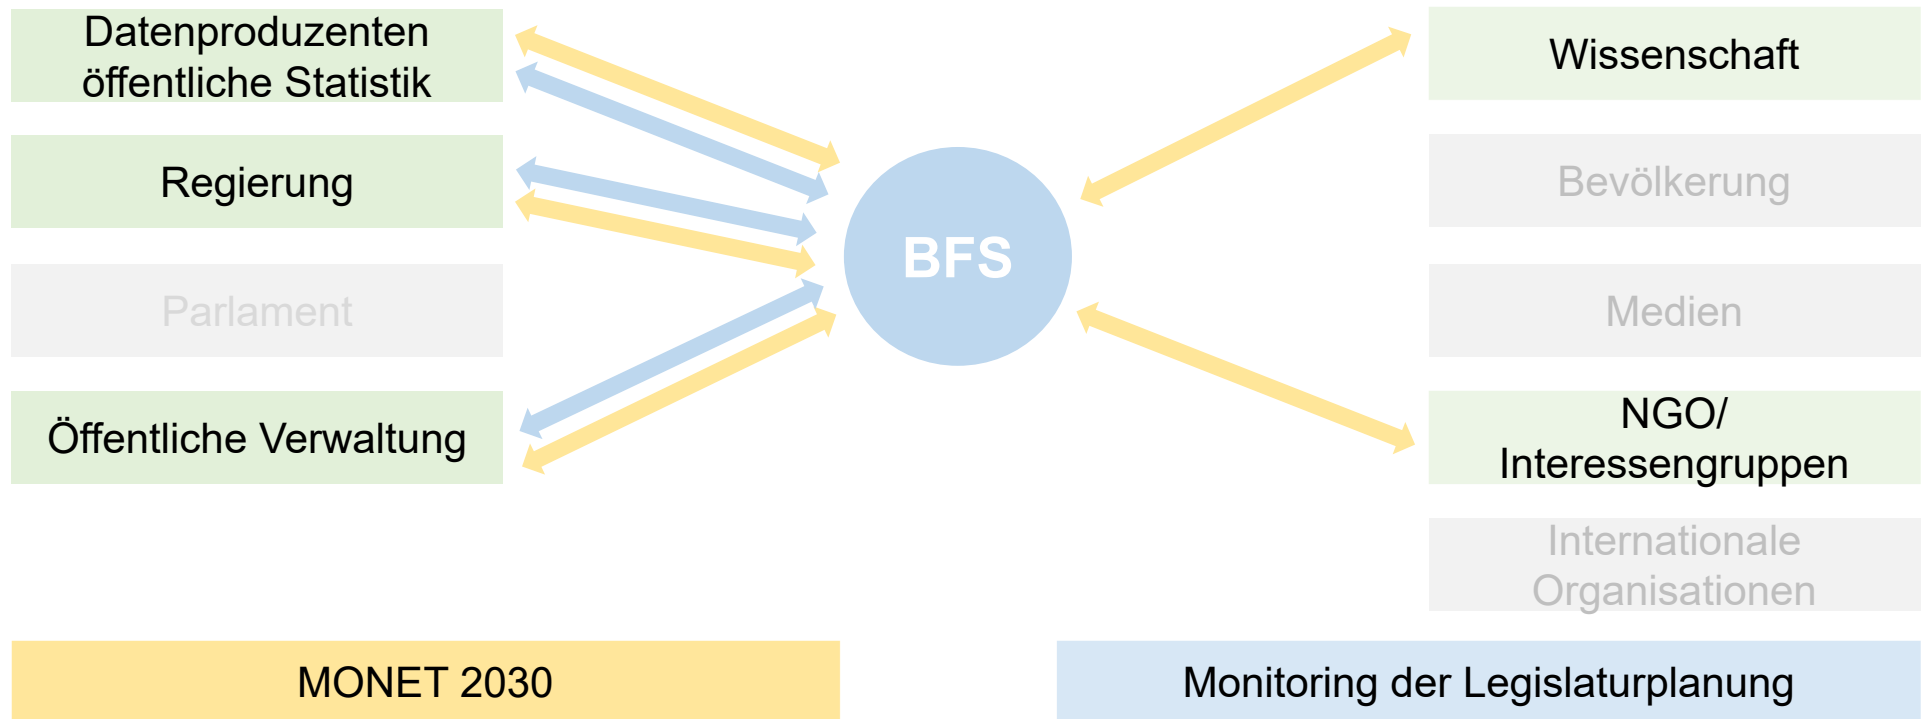 Datenproduzenten
öffentliche Statistik
Regierung
Parlament
Öffentliche Verwaltung
BFS
Wissenschaft
Bevölkerung
Medien
NGO/
Interessengruppen
Internationale
Organisationen
MONET 2030
Monitoring der Legislaturplanung